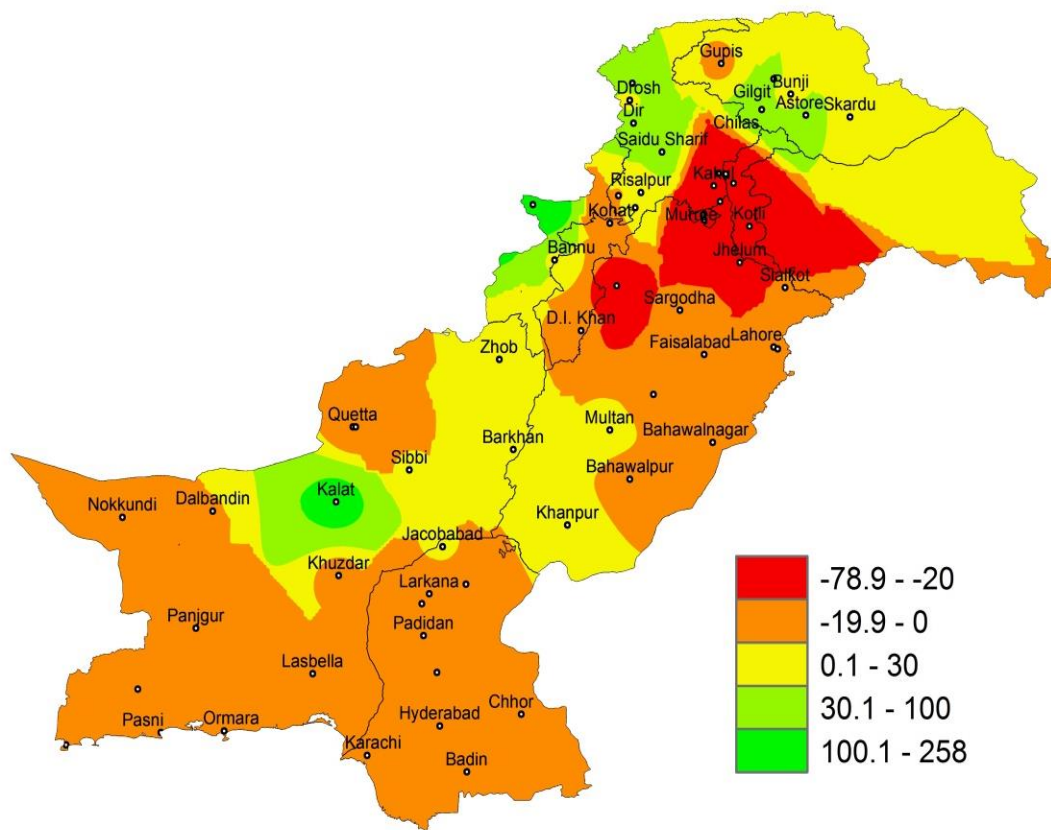 Gupis
Drosh
Bunji
Gilgit
Astore
Skardu
Dir
Chilas
Saidu Sharif
Risalpur
Kakul
Kohat
Murree
Kotli
Bannu
Jhelum
Sialkot
Sargodha
D.I. Khan
Lahore
Faisalabad
Zhob
Quetta
Multan
Bahawalnagar
Barkhan
Sibbi
Bahawalpur
Kalat
Dalbandin
Nokkundi
Khanpur
Jacobabad
Khuzdar
Larkana
Panjgur
Padidan
Lasbella
Chhor
Pasni
Ormara
Hyderabad
Karachi
Badin
-78.9 - -20
-19.9 - 0
0.1 - 30
30.1 - 100
100.1 - 258